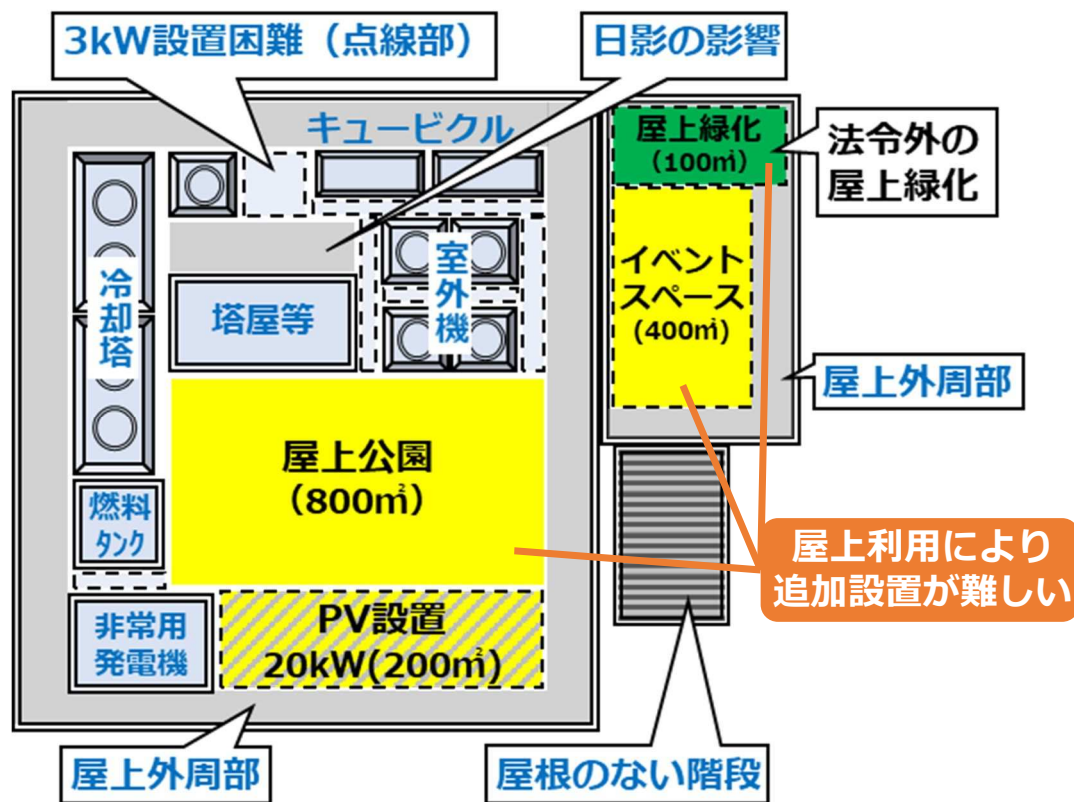 3kW設置困難（点線部）
日影の影響
キュービクル
屋上緑化
(100㎡)
法令外の
屋上緑化
冷却塔
室外機
塔屋等
イベント
スペース
(400㎡)
屋上外周部
屋上公園
（800㎡）
燃料
タンク
屋上利用により
追加設置が難しい
非常用
発電機
PV設置
20kW(200㎡)
屋上外周部
屋根のない階段